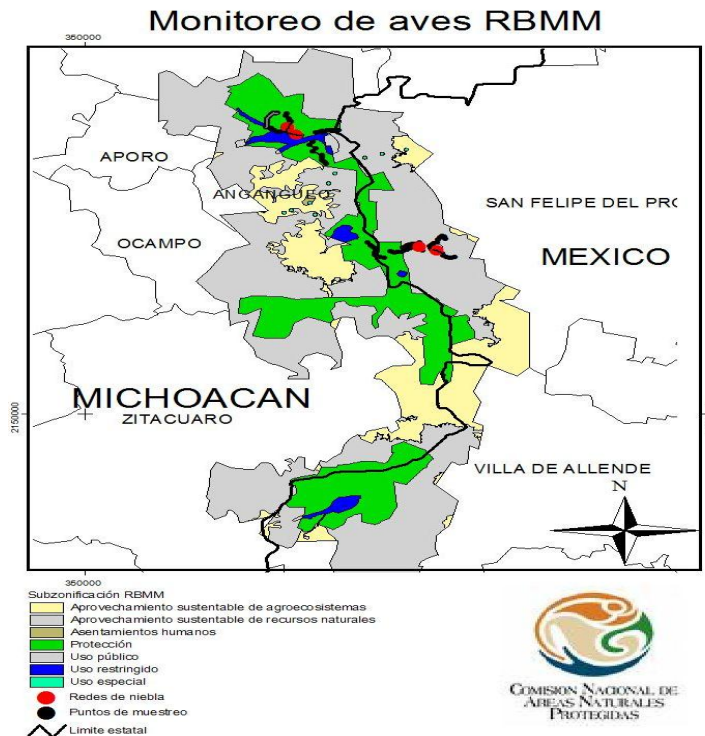 Monitoreo de aves RBMM
350000
APORO
ANGANGUEO
SAN FELIPE DEL PRO
OCAMPO
MEXICO
MICHOACAN
ZITACUARO
2150000
VILLA DE ALLENDE
N
350000
Subzonificación RBMM
Aprovechamiento sustentable de agroecosistemas
Aprovechamiento sustentable de recursos naturales
Asentamientos humanos
Protección
Uso público
Uso restringido
Uso especial
Redes de niebla
Puntos de muestreo
Limite estatal
COMISION NACIONAL DE
AREAS NATURALES
PROTEGIDAS